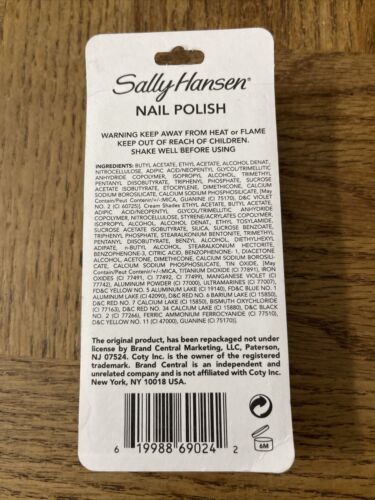 Sally Hansen®
NAIL POLISH
WARNING KEEP AWAY FROM HEAT or FLAME
KEEP OUT OF REACH OF CHILDREN.
SHAKE WELL BEFORE USING
INGREDIENTS: BUTYL ACETATE, ETHYL ACETATE, ALCOHOL DENAT,
NITROCELLULOSE, ADIPIC ACID/NEOPENTYL, GLYCOL/TRIMELLITIC
ANHYDRIDE COPOLYMER, ISOPROPYL ALCOHOL, TRIMETHYL
PENTANYL DIISOBUTYRATE, TRIPHENYL PHOSPHATE, SUCROSE
ACETATE ISOBUTYRATE, ETOCRYLENE, DIMETHICONE, CALCIUM
SODIUM BOROSILICATE, CALCIUM SODIUM PHOSPHOSILICATE, [May
Contain/Peut Contenir/+/-:MICA, GUANINE (CI 75170), D&C VIOLET
NO. 2 (CI 60725)]. Cream Shades ETHYL ACETATE, BUTYL ACETATE,
ADIPIC ACID/NEOPENTYL GLYCOL/TRIMELLITIC ANHYDRIDE
COPOLYMER, NITROCELLULOSE, STYRENE/ACRYLATES COPOLYMER,
ISOPROPYL ALCOHOL, ALCOHOL DENAT, ETHYL TOSYLAMIDE,
SUCROSE ACETATE ISOBUTYRATE, SILICA, SUCROSE BENZOATE,
TRIPHENYL PHOSPHATE, STEARALKONIUM BENTONITE, TRIMETHYL
PENTANYL DIISOBUTYRATE, BENZYL ALCOHOL, DIETHYLHEXYL
ADIPATE, n-BUTYL ALCOHOL, STEARALKONIUM HECTORITE,
BENZOPHENONE-3, CITRIC ACID, BENZOPHENONE-1, DIACETONE
ALCOHOL, ACETONE, DIMETHICONE, CALCIUM SODIUM BOROSILI-
CATE, CALCIUM SODIUM PHOSPHOSILICATE, TIN OXIDE, [May
Contain/Peut Contenir/+/-:MICA, TITANIUM DIOXIDE (CI 77891), IRON
OXIDES (CI 77491, CI 77492, CI 77499), MANGANESE VIOLET (CI
77742), ALUMINUM POWDER (CI 77000), ULTRAMARINES (CI 77007),
FD&C YELLOW NO. 5 ALUMINUM LAKE (CI 19140), FD&C BLUE NO. 1
ALUMINUM LAKE (CI 42090), D&C RED NO. 6 BARIUM LAKE (CI 15850),
D&C RED NO. 7 CALCIUM LAKE (CI 15850), BISMUTH OXYCHLORIDE
(CI 77163), D&C RED NO. 34 CALCIUM LAKE (CI 15880), D&C BLACK
NO. 2 (CI 77266), FERRIC AMMONIUM FERROCYANIDE (CI 77510),
D&C YELLOW NO. 11 (CI 47000), GUANINE (CI 75170)].
The original product, has been repackaged not under
license by Brand Central Marketing, LLC, Paterson,
NJ 07524. Coty Inc. is the owner of the registered
trademark. Brand Central is an independent and
unrelated company and is not affiliated with Coty Inc.
New York, NY 10018 USA.
6 19988 69024 2
6M